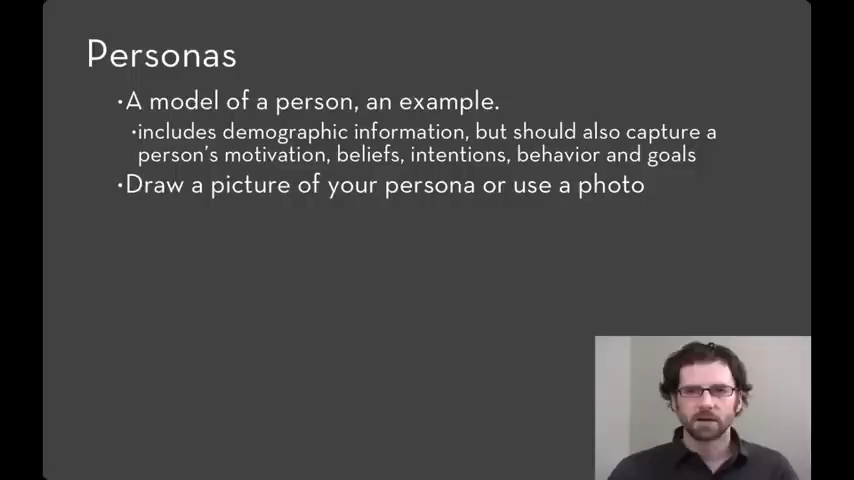 Personas
•A model of a person, an example.
•includes demographic information, but should also capture a
person's motivation, beliefs, intentions, behavior and goals
•Draw a picture of your persona or use a photo